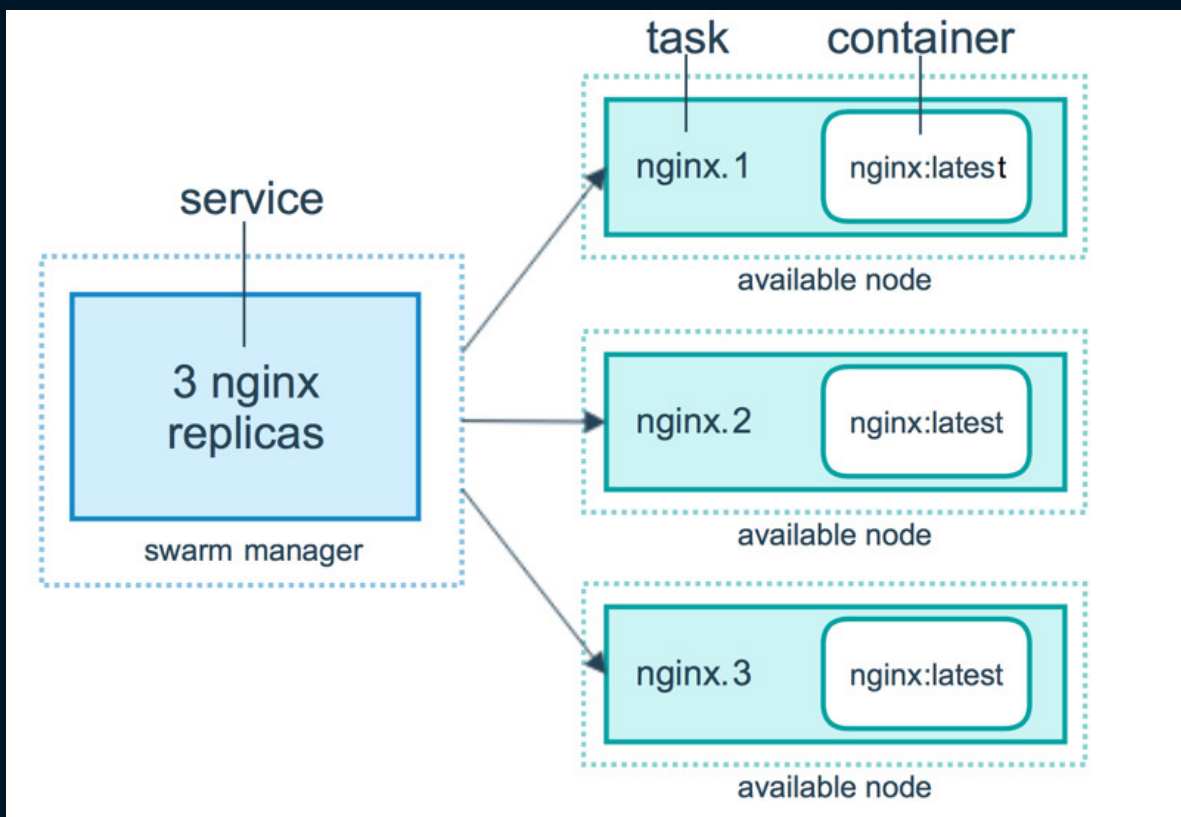 task
container
nginx.1
nginx:latest
available node
service
3 nginx
replicas
swarm manager
nginx.2
nginx:latest
available node
nginx.3
nginx:latest
available node